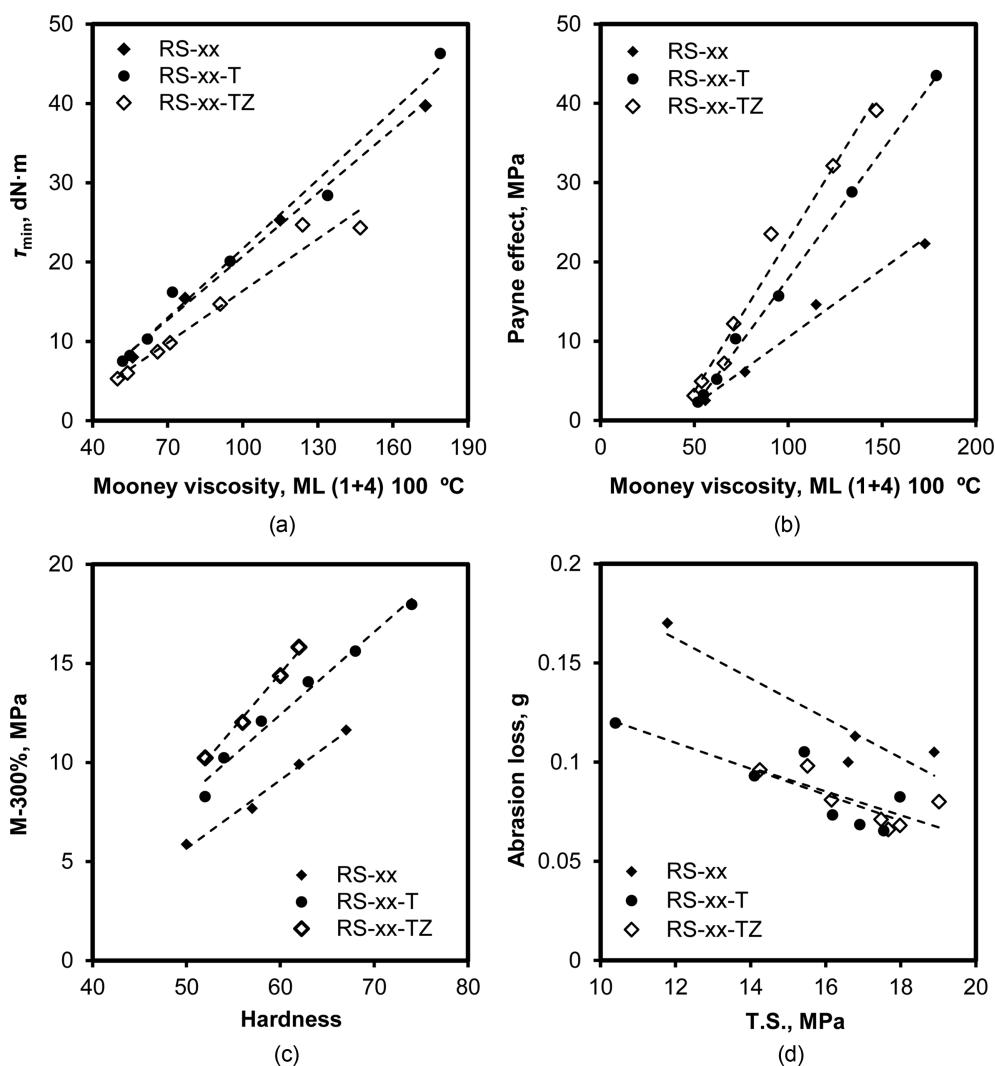 50
40
30
20
10
0
τmin, dN·m
RS-xx
RS-xx-T
RS-xx-TZ
40 70 100 130 160 190
Mooney viscosity, ML (1+4) 100 ºC
(a)
50
40
30
20
10
0
Payne effect, MPa
RS-xx
RS-xx-T
RS-xx-TZ
0 50 100 150 200
Mooney viscosity, ML (1+4) 100 ºC
(b)
20
15
10
5
0
M-300%, MPa
RS-xx
RS-xx-T
RS-xx-TZ
40 50 60 70 80
Hardness
(c)
0.2
0.15
0.1
0.05
0
Abrasion loss, g
RS-xx
RS-xx-T
RS-xx-TZ
10 12 14 16 18 20
T.S., MPa
(d)